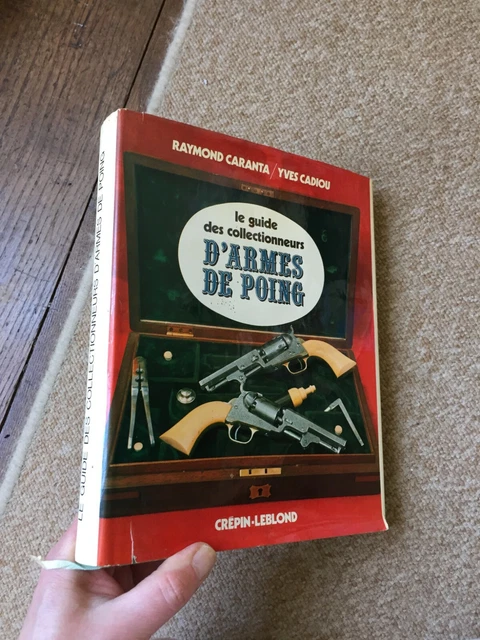 RAYMOND CARANTA / YVES CADIOU
le guide
des collectionneurs
D'ARMES
DE POING
CRÉPIN-LEBLOND
LE GUIDE DES COLLECTIONNEURS D'ARMES DE POING